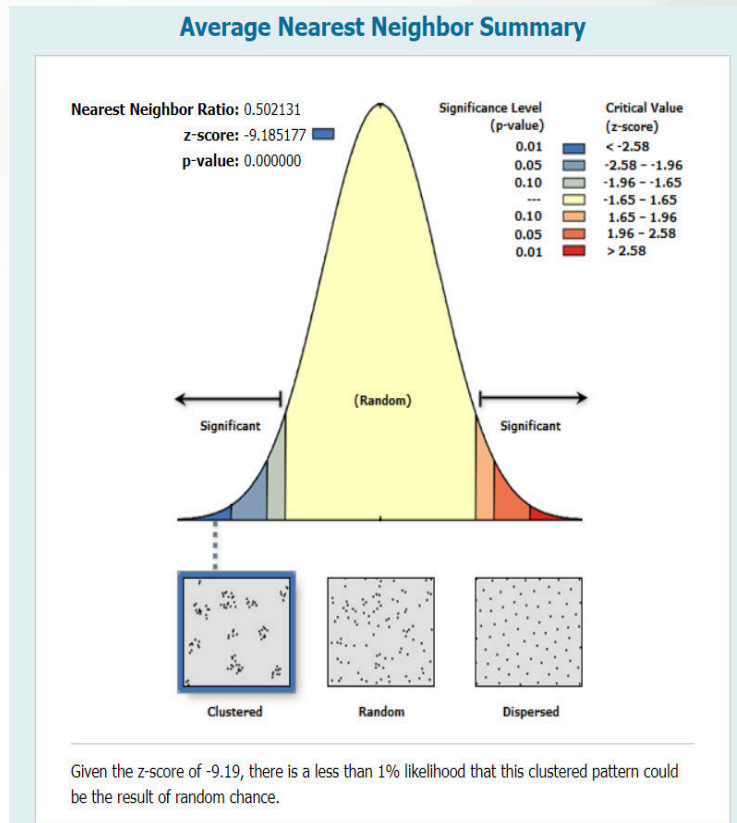 Average Nearest Neighbor Summary
Nearest Neighbor Ratio: 0.502131
z-score: -9.185177
p-value: 0.000000
Significance Level
(p-value)
Critical Value
(z-score)
0.01 < -2.58
0.05 -2.58 - -1.96
0.10 -1.96 - -1.65
--- -1.65 - 1.65
0.10 1.65 - 1.96
0.05 1.96 - 2.58
0.01 > 2.58
(Random)
Significant Significant
Clustered Random Dispersed
Given the z-score of -9.19, there is a less than 1% likelihood that this clustered pattern could
be the result of random chance.